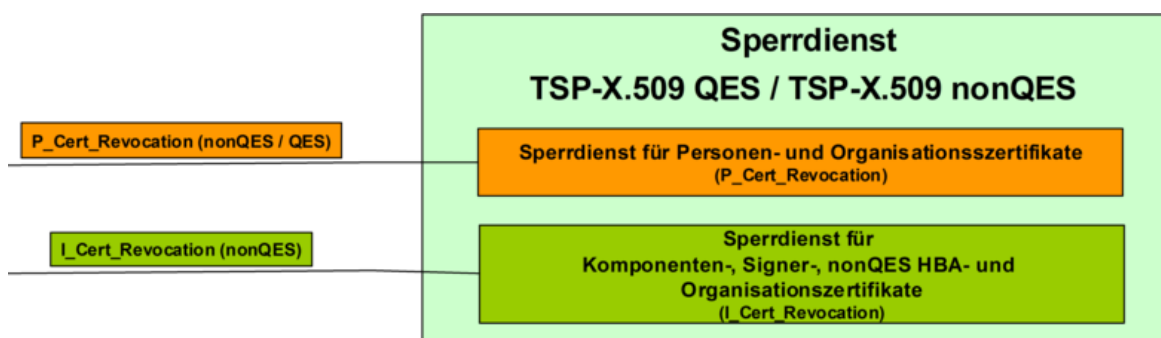 Sperrdienst
TSP-X.509 QES / TSP-X.509 nonQES
P_Cert_Revocation (nonQES / QES)
Sperrdienst für Personen- und Organisationsszertifikate
(P_Cert_Revocation)
I_Cert_Revocation (nonQES)
Sperrdienst für
Komponenten-, Signer-, nonQES HBA- und
Organisationszertifikate
(I_Cert_Revocation)